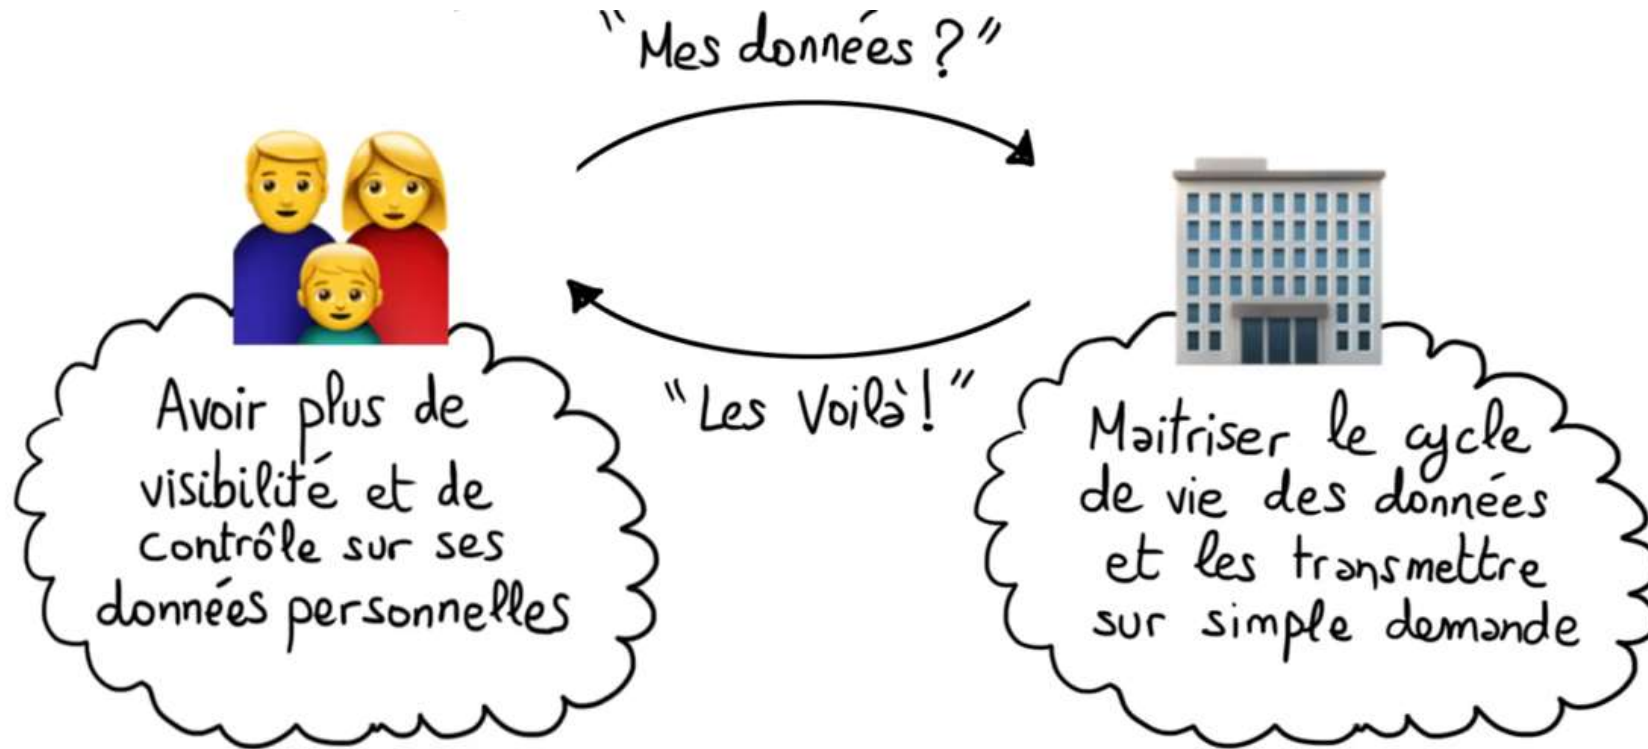 "Mes données ?"
"Les Voilà !"
Avoir plus de
visibilité et de
contrôle sur ses
données personnelles
Maitriser le cycle
de vie des données
et les transmettre
sur simple demande